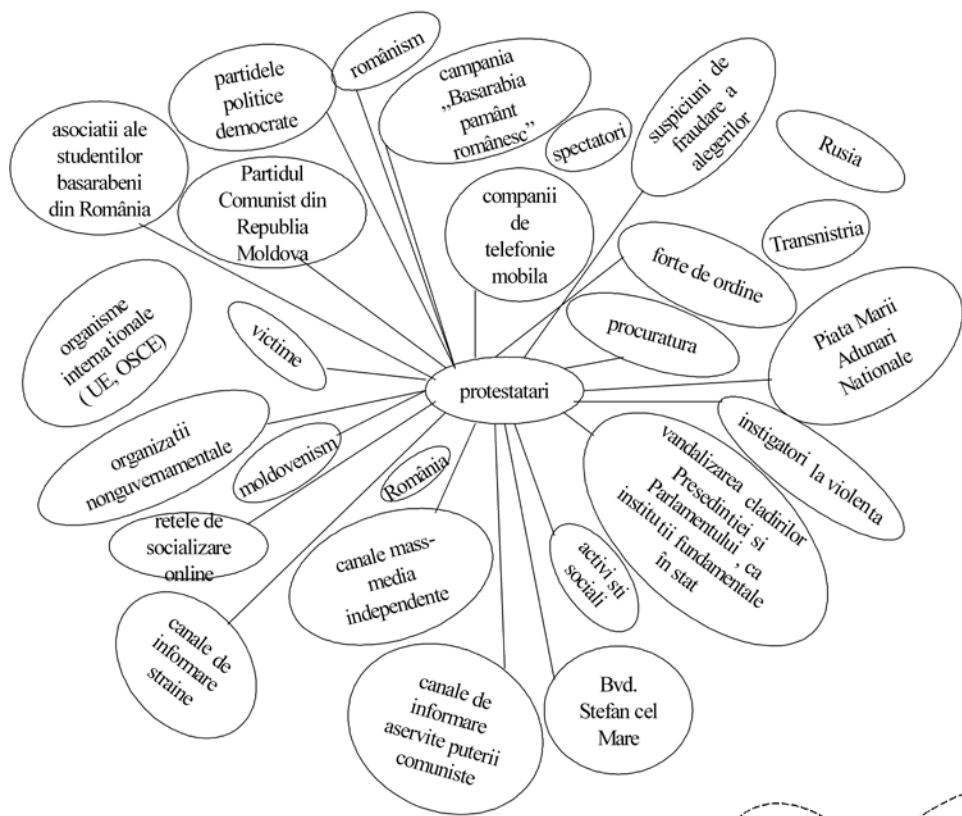 românism
partidele
politice
democrate
campania
„Basarabia
pamânt
românesc”
suspiciuni de
fraudare a
alegerilor
spectatori
Rusia
asociatii ale
studentilor
basarabeni
din România
Partidul
Comunist din
Republia
Moldova
companii
de
telefonie
mobila
Transnistria
forte de ordine
organisme
internationale
( UE, OSCE)
victime
procuratura
Piata Marii
Adunari
Nationale
protestatari
organizatii
nonguvernamentale
moldovenism
România
instigatori la violenta
vandalizarea cladirilor
Presedintiei si
Parlamentului , ca
institutii fundamentale
în stat
retele de
socializare
online
canale mass-
media
independente
activi sti
sociali
canale de
informare
straine
canale de
informare
aservite puterii
comuniste
Bvd.
Stefan cel
Mare